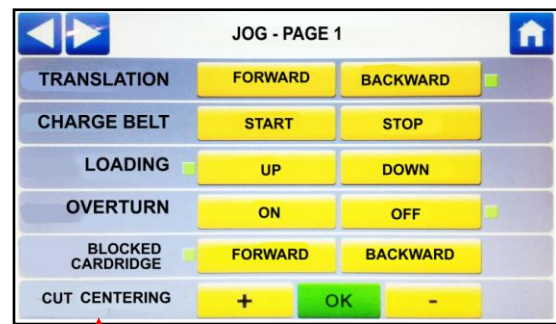 JOG - PAGE 1
TRANSLATION FORWARD BACKWARD
CHARGE BELT START STOP
LOADING UP DOWN
OVERTURN ON OFF
BLOCKED
CARDRIDGE FORWARD BACKWARD
CUT CENTERING + OK -